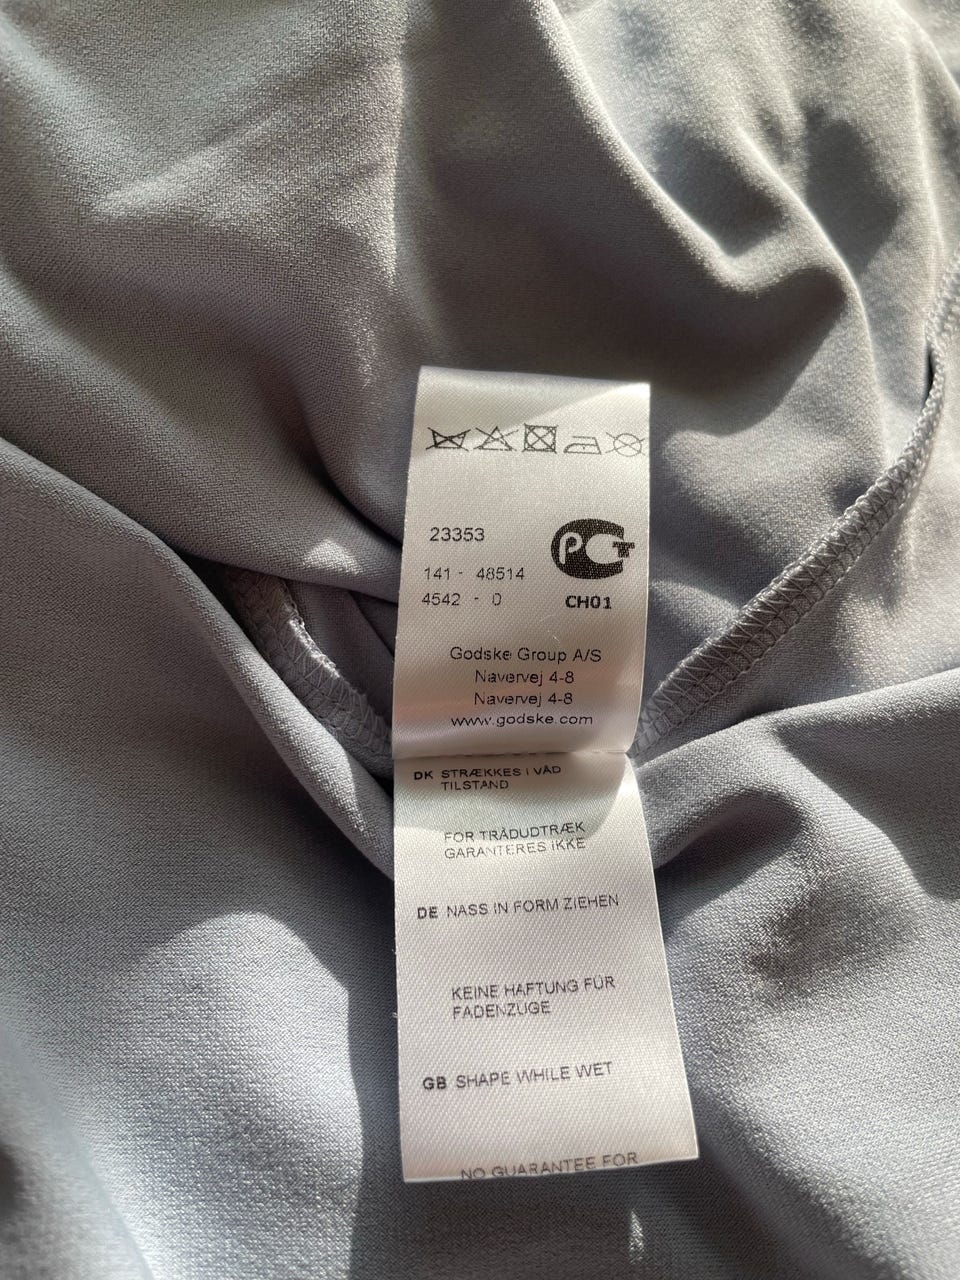 23353
PCT
141 - 48514
4542 - 0
CH01
Godske Group A/S
Navervej 4-8
Navervej 4-8
www.godske.com
DK STRÆKKES I VÅD
TILSTAND
FOR TRÅDUDTRÆK
GARANTERES IKKE
DE NASS IN FORM ZIEHEN
KEINE HAFTUNG FÜR
FADENZÜGE
GB SHAPE WHILE WET
NO GUARANTEE FOR